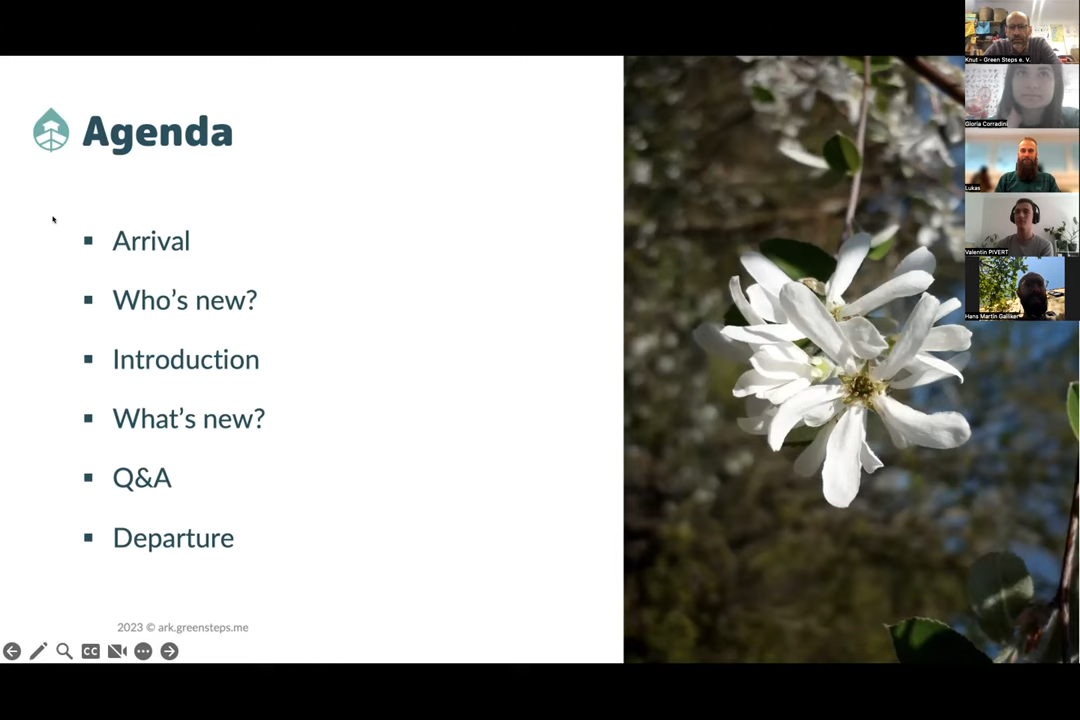 Agenda
Arrival
Who’s new?
Introduction
What’s new?
Q&A
Departure
2023 © ark.greensteps.me
CC
Knut - Green Steps e. V.
Gloria Corradini
Lukas
Valentin PIVERT
Hans Martin Galliker